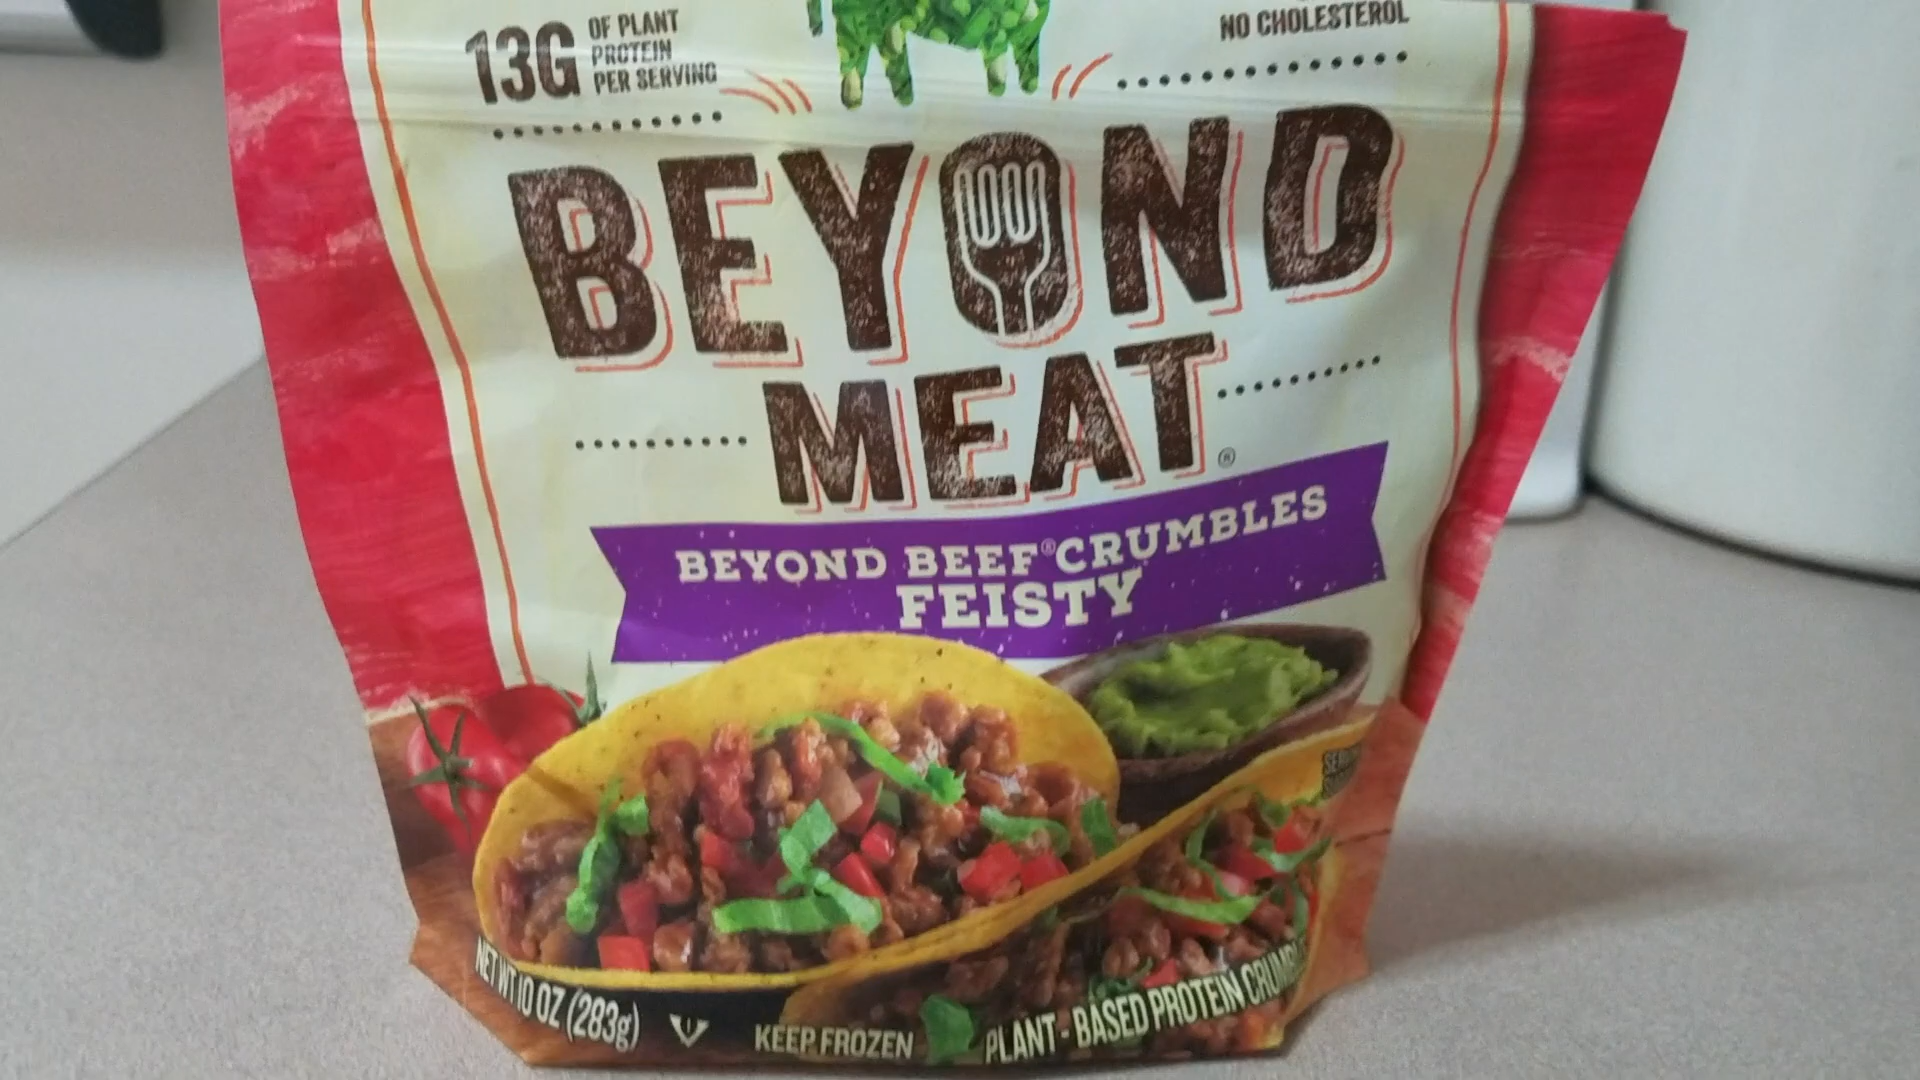 13G
OF PLANT
PROTEIN
PER SERVING
NO CHOLESTEROL
BEYOND
MEAT®
BEYOND BEEF® CRUMBLES
FEISTY
NET WT 10 OZ (283g)
V
KEEP FROZEN
PLANT-BASED PROTEIN